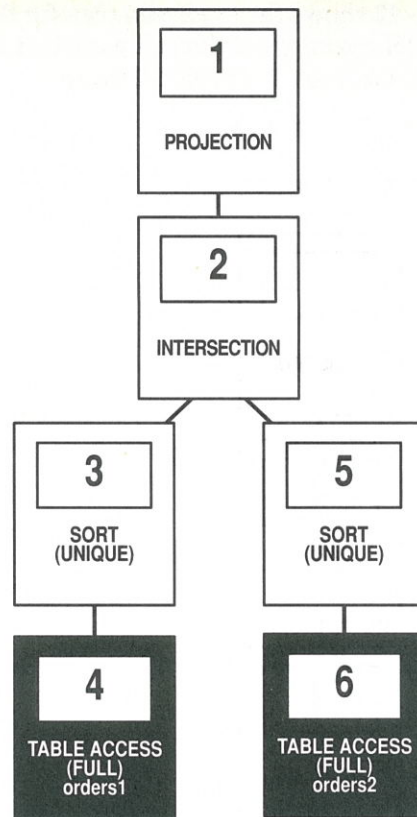 1
PROJECTION
2
INTERSECTION
3
SORT
(UNIQUE)
5
SORT
(UNIQUE)
4
TABLE ACCESS
(FULL)
orders1
6
TABLE ACCESS
(FULL)
orders2